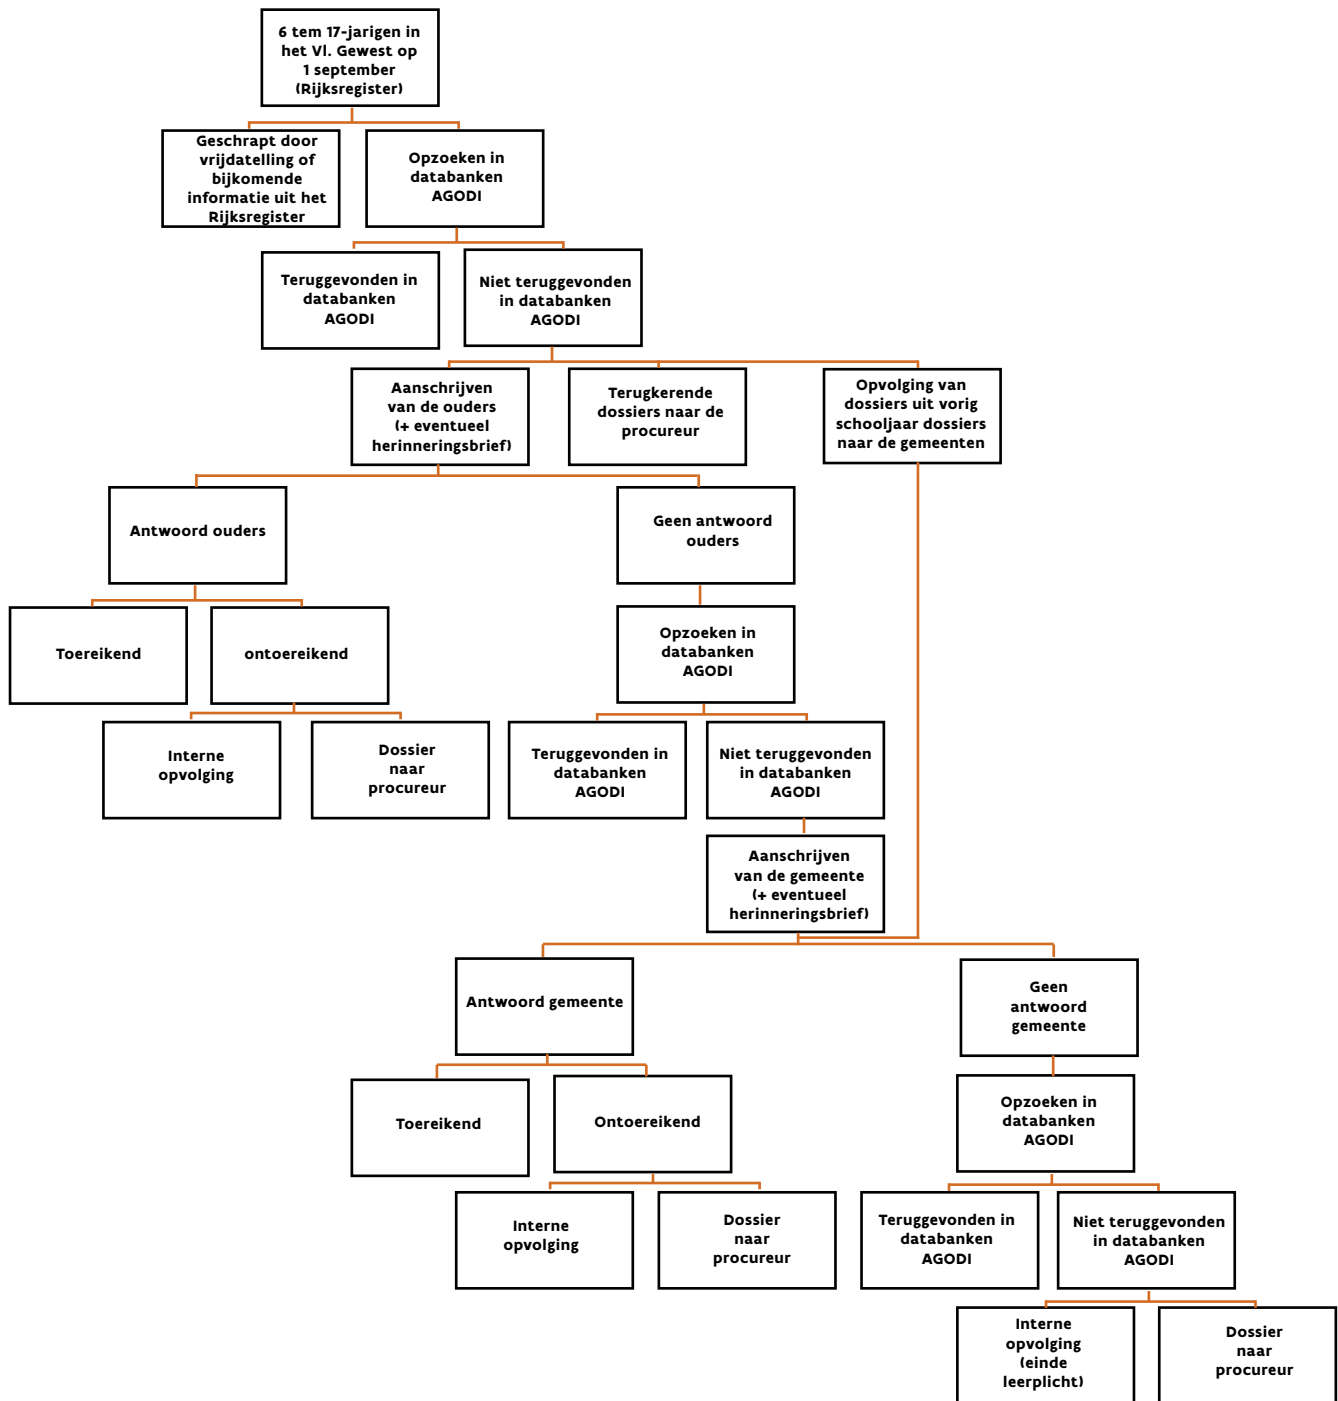 6 tem 17-jarigen in
het Vl. Gewest op
1 september
(Rijksregister)
Geschrapt door
vrijdatelling of
bijkomende
informatie uit het
Rijksregister
Opzoeken in
databanken
AGODI
Teruggevonden in
databanken
AGODI
Niet teruggevonden
in databanken
AGODI
Aanschrijven
van de ouders
(+ eventueel
herinneringsbrief)
Terugkerende
dossiers naar de
procureur
Opvolging van
dossiers uit vorig
schooljaar dossiers
naar de gemeenten
Antwoord ouders
Geen antwoord
ouders
Toereikend
ontoereikend
Opzoeken in
databanken
AGODI
Interne
opvolging
Dossier
naar
procureur
Teruggevonden in
databanken
AGODI
Niet teruggevonden
in databanken
AGODI
Aanschrijven
van de gemeente
(+ eventueel
herinneringsbrief)
Antwoord gemeente
Geen
antwoord
gemeente
Toereikend
Ontoereikend
Opzoeken in
databanken
AGODI
Interne
opvolging
Dossier
naar
procureur
Teruggevonden in
databanken
AGODI
Niet teruggevonden
in databanken
AGODI
Interne
opvolging
(einde
leerplicht)
Dossier
naar
procureur